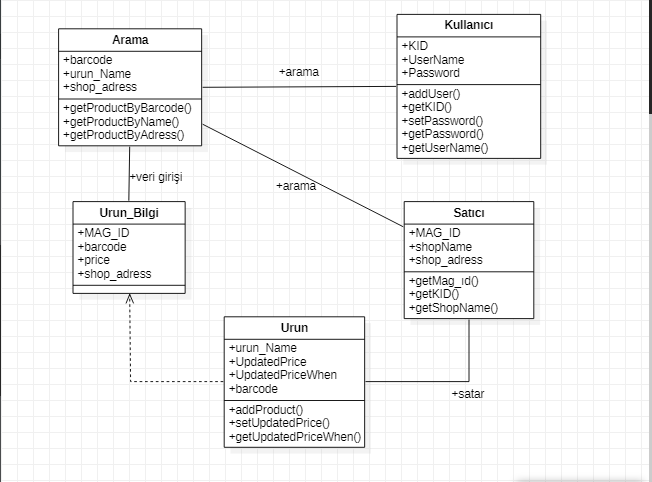 Arama
+barcode
+urun_Name
+shop_adress
+getProductByBarcode()
+getProductByName()
+getProductByAdress()
+arama
Kullanıcı
+KID
+UserName
+Password
+addUser()
+getKID()
+setPassword()
+getPassword()
+getUserName()
+veri girişi
+arama
Urun_Bilgi
+MAG_ID
+barcode
+price
+shop_adress
Satıcı
+MAG_ID
+shopName
+shop_adress
+getMag_ıd()
+getKID()
+getShopName()
Urun
+urun_Name
+UpdatedPrice
+UpdatedPriceWhen
+barcode
+addProduct()
+setUpdatedPrice()
+getUpdatedPriceWhen()
+satar